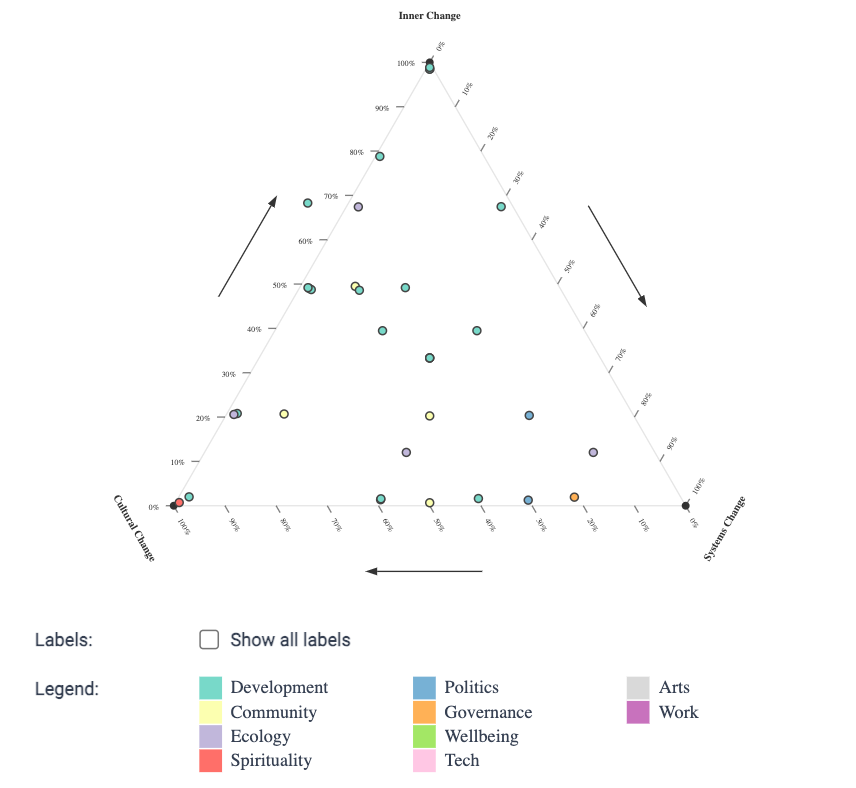 Inner Change
0%
100%
10%
90%
20%
80%
30%
70%
40%
60%
50%
50%
60%
40%
70%
30%
80%
20%
90%
10%
100%
0%
100%
90%
80%
70%
60%
50%
40%
30%
20%
10%
0%
Cultural Change
Systems Change
Labels:
Show all labels
Legend:
Development
Politics
Arts
Community
Governance
Work
Ecology
Wellbeing
Spirituality
Tech